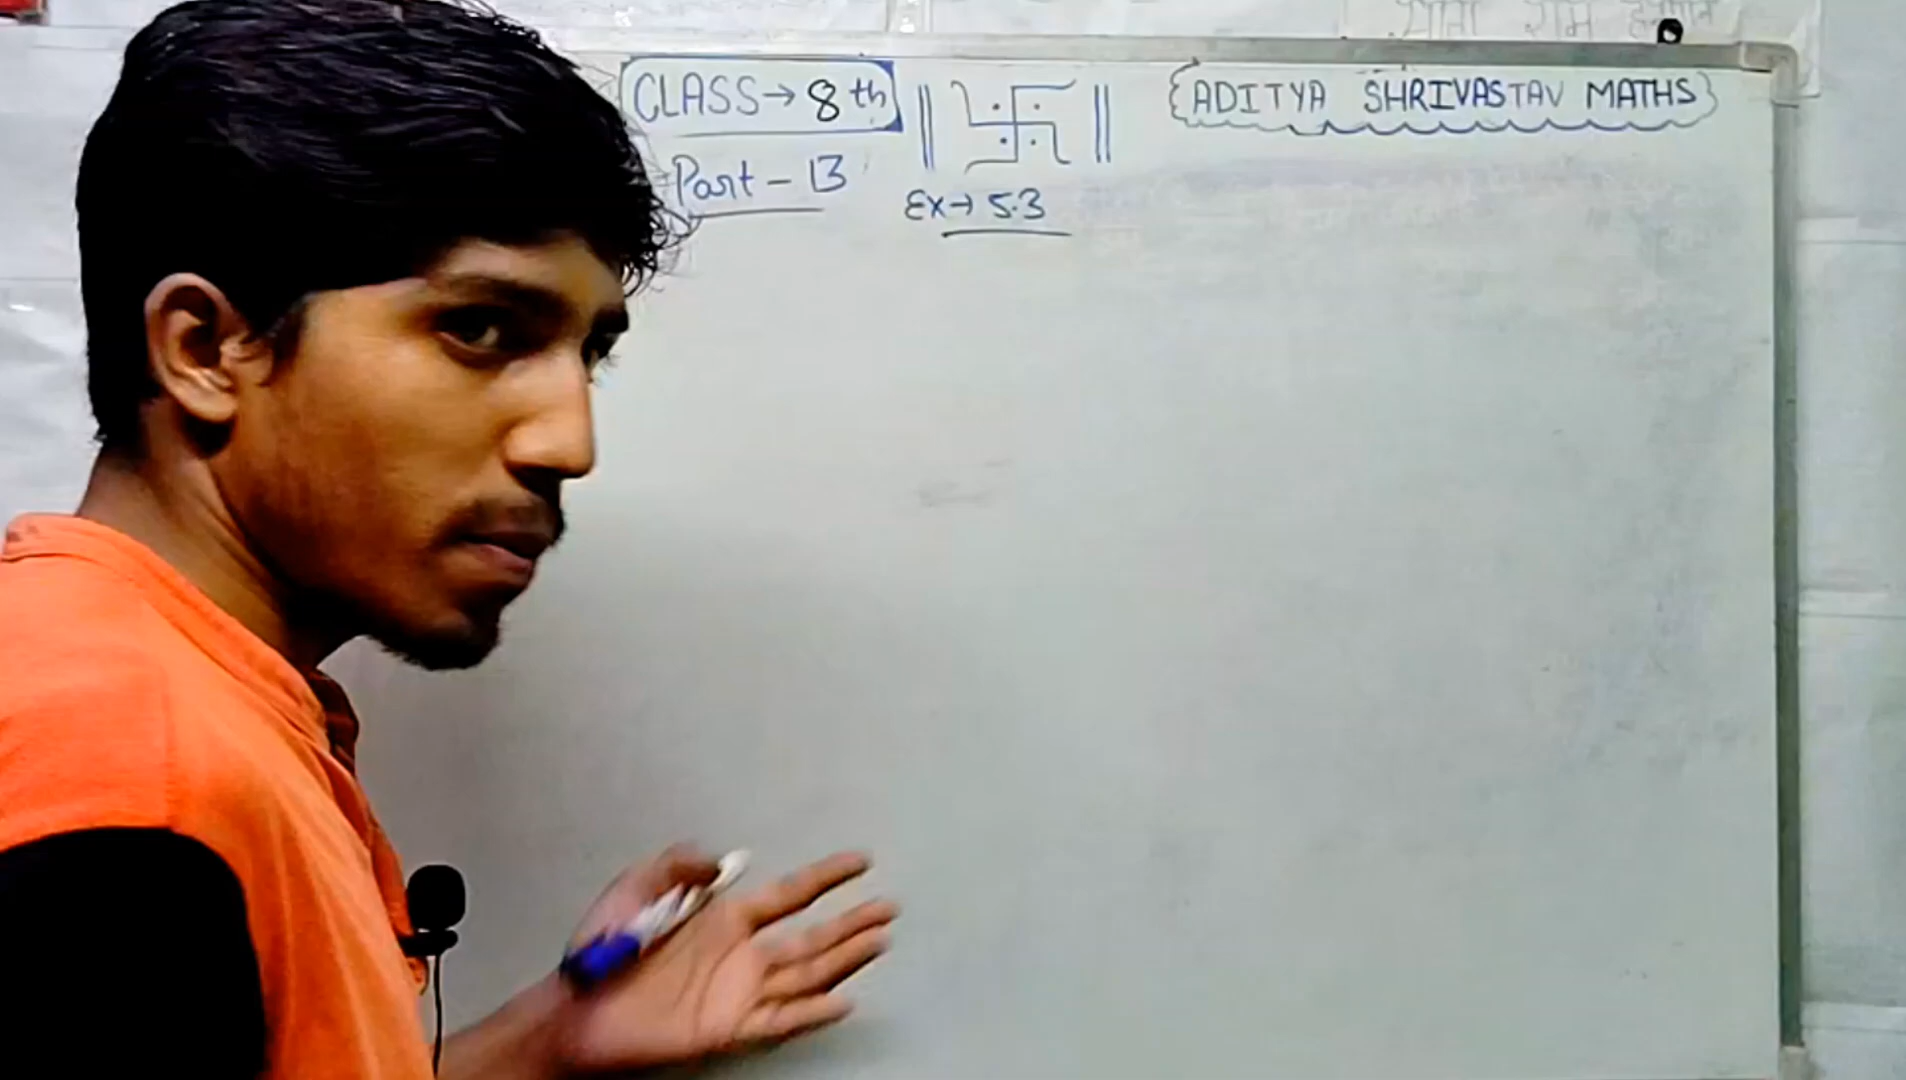 सीता राम
CLASS → 8 th
ADITYA SHRIVASTAV MATHS
Part - 13
Ex → 5.3